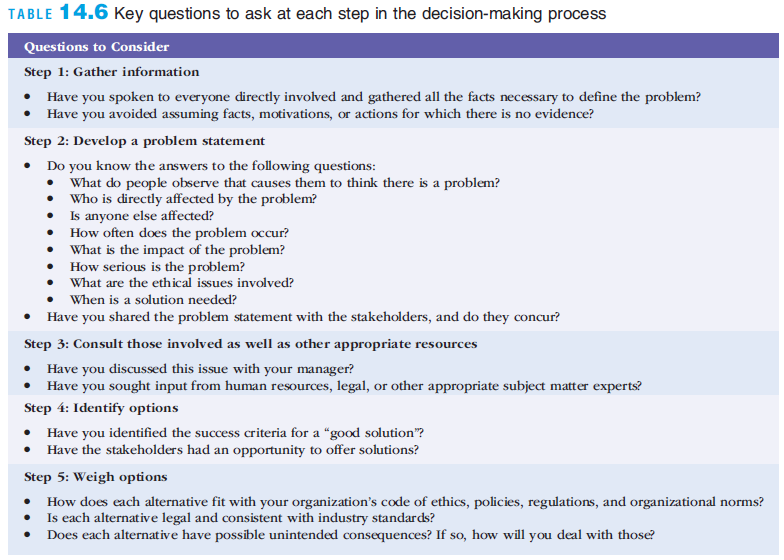 TABLE 14.6 Key questions to ask at each step in the decision-making process
Questions to Consider
Step 1: Gather information
• Have you spoken to everyone directly involved and gathered all the facts necessary to define the problem?
• Have you avoided assuming facts, motivations, or actions for which there is no evidence?
Step 2: Develop a problem statement
• Do you know the answers to the following questions:
• What do people observe that causes them to think there is a problem?
• Who is directly affected by the problem?
• Is anyone else affected?
• How often does the problem occur?
• What is the impact of the problem?
• How serious is the problem?
• What are the ethical issues involved?
• When is a solution needed?
• Have you shared the problem statement with the stakeholders, and do they concur?
Step 3: Consult those involved as well as other appropriate resources
• Have you discussed this issue with your manager?
• Have you sought input from human resources, legal, or other appropriate subject matter experts?
Step 4: Identify options
• Have you identified the success criteria for a “good solution”?
• Have the stakeholders had an opportunity to offer solutions?
Step 5: Weigh options
• How does each alternative fit with your organization’s code of ethics, policies, regulations, and organizational norms?
• Is each alternative legal and consistent with industry standards?
• Does each alternative have possible unintended consequences? If so, how will you deal with those?